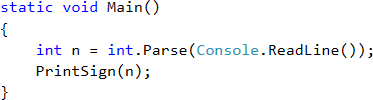 static void Main()
{
    int n = int.Parse(Console.ReadLine());
    PrintSign(n);
}